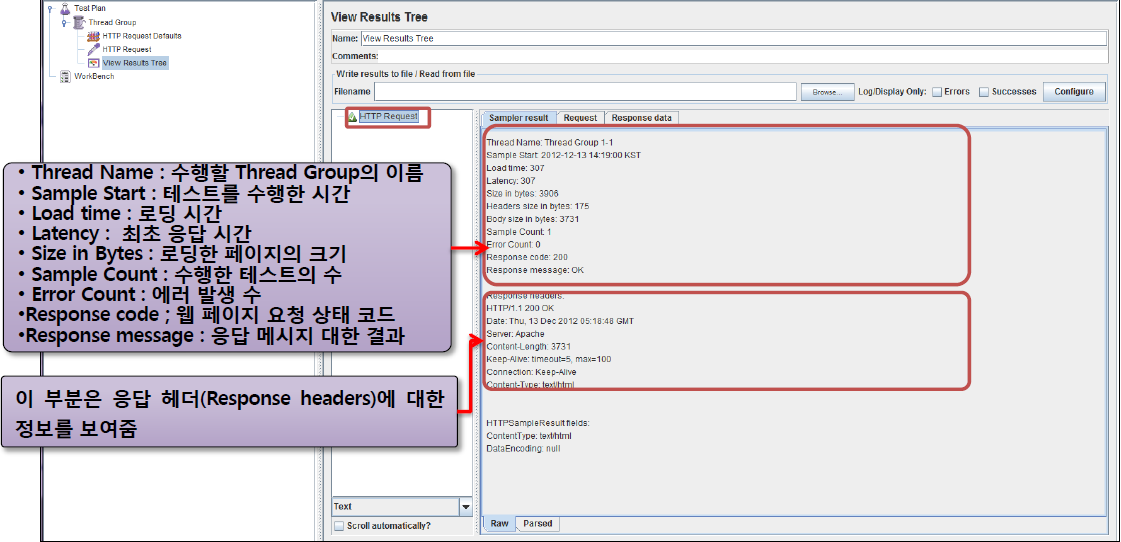 Test Plan
Thread Group
HTTP Request Defaults
HTTP Request
View Results Tree
WorkBench
View Results Tree
Name: View Results Tree
Comments:
Write results to file / Read from file
Filename Browse... Log/Display Only: Errors Successes Configure
HTTP Request
Sampler result Request Response data
Thread Name: Thread Group 1-1
Sample Start: 2012-12-13 14:19:00 KST
Load time: 307
Latency: 307
Size in bytes: 3906
Headers size in bytes: 175
Body size in bytes: 3731
Sample Count: 1
Error Count: 0
Response code: 200
Response message: OK
Response headers:
HTTP/1.1 200 OK
Date: Thu, 13 Dec 2012 05:18:48 GMT
Server: Apache
Content-Length: 3731
Keep-Alive: timeout=5, max=100
Connection: Keep-Alive
Content-Type: text/html
HTTPSampleResult fields:
ContentType: text/html
DataEncoding: null
• Thread Name : 수행할 Thread Group의 이름
• Sample Start : 테스트를 수행한 시간
• Load time : 로딩 시간
• Latency : 최초 응답 시간
• Size in Bytes : 로딩한 페이지의 크기
• Sample Count : 수행한 테스트의 수
• Error Count : 에러 발생 수
•Response code ; 웹 페이지 요청 상태 코드
•Response message : 응답 메시지 대한 결과
이 부분은 응답 헤더(Response headers)에 대한
정보를 보여줌
Text
Scroll automatically?
Raw Parsed